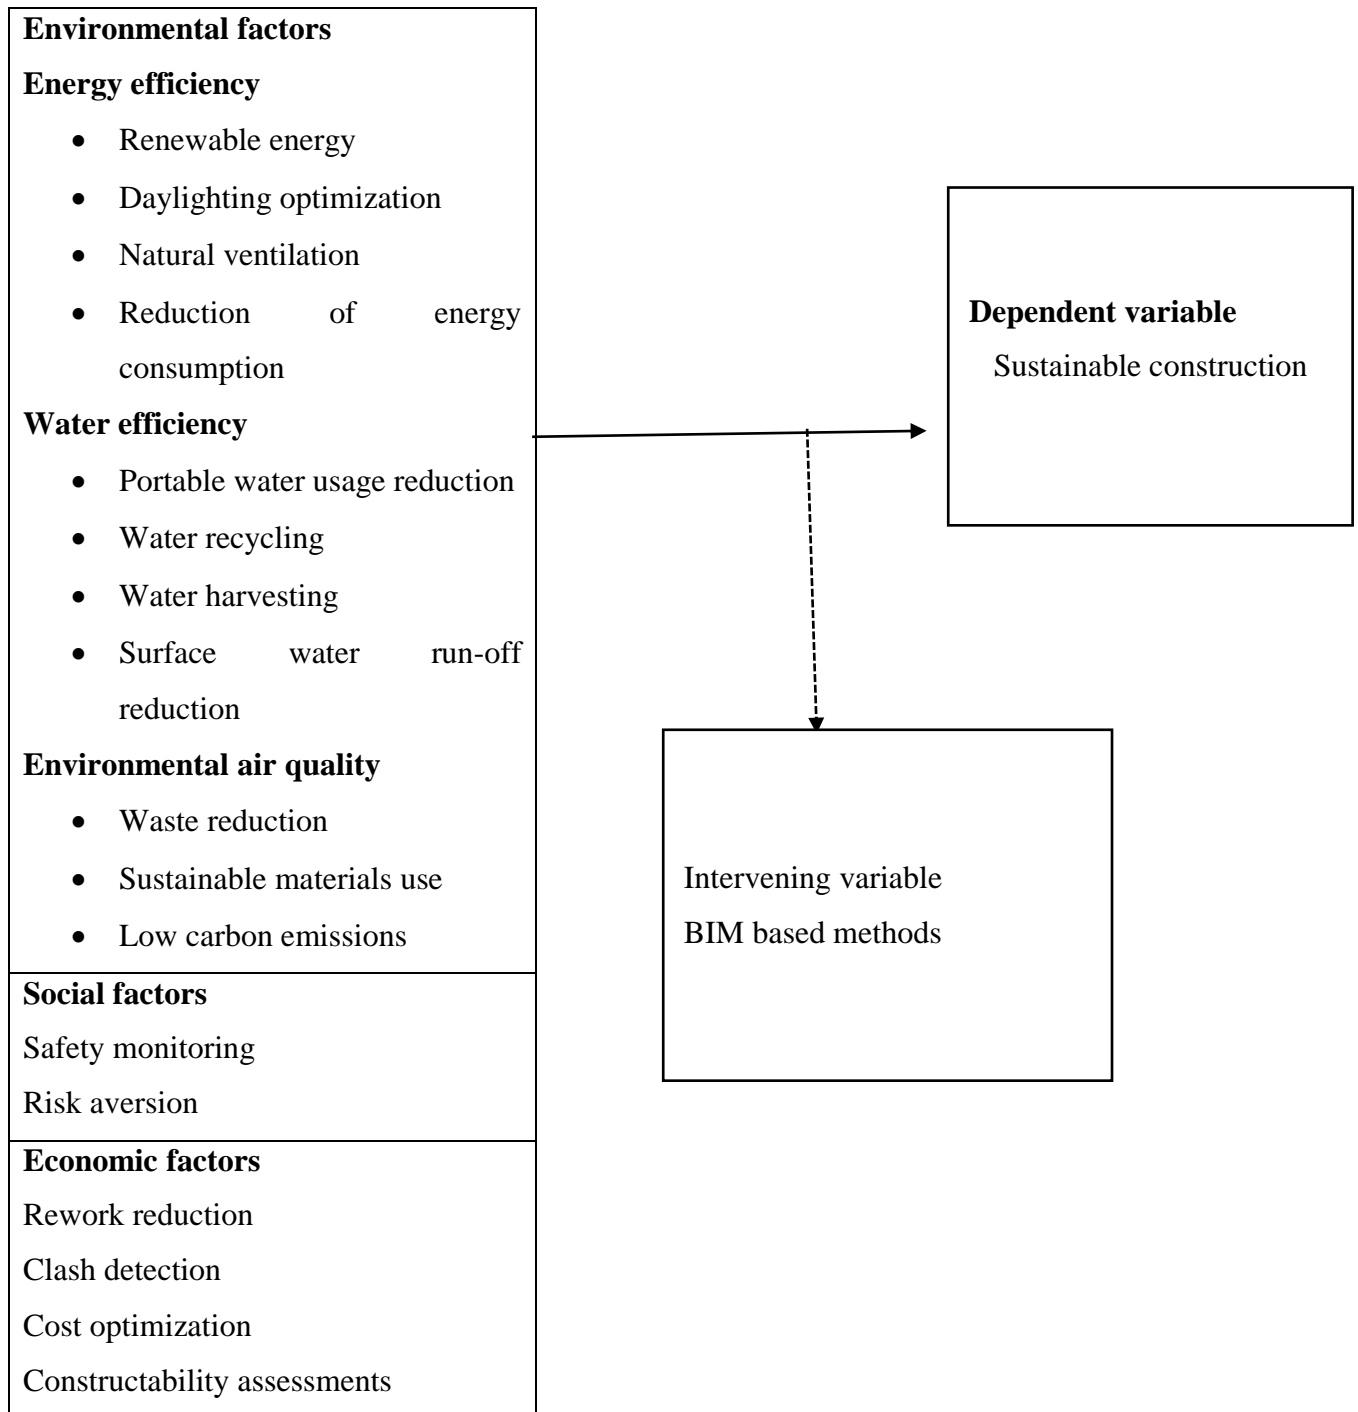 Environmental factors
Energy efficiency
• Renewable energy
• Daylighting optimization
• Natural ventilation
• Reduction of energy
consumption
Water efficiency
• Portable water usage reduction
• Water recycling
• Water harvesting
• Surface water run-off
reduction
Environmental air quality
• Waste reduction
• Sustainable materials use
• Low carbon emissions
Social factors
Safety monitoring
Risk aversion
Economic factors
Rework reduction
Clash detection
Cost optimization
Constructability assessments
Dependent variable
Sustainable construction
Intervening variable
BIM based methods